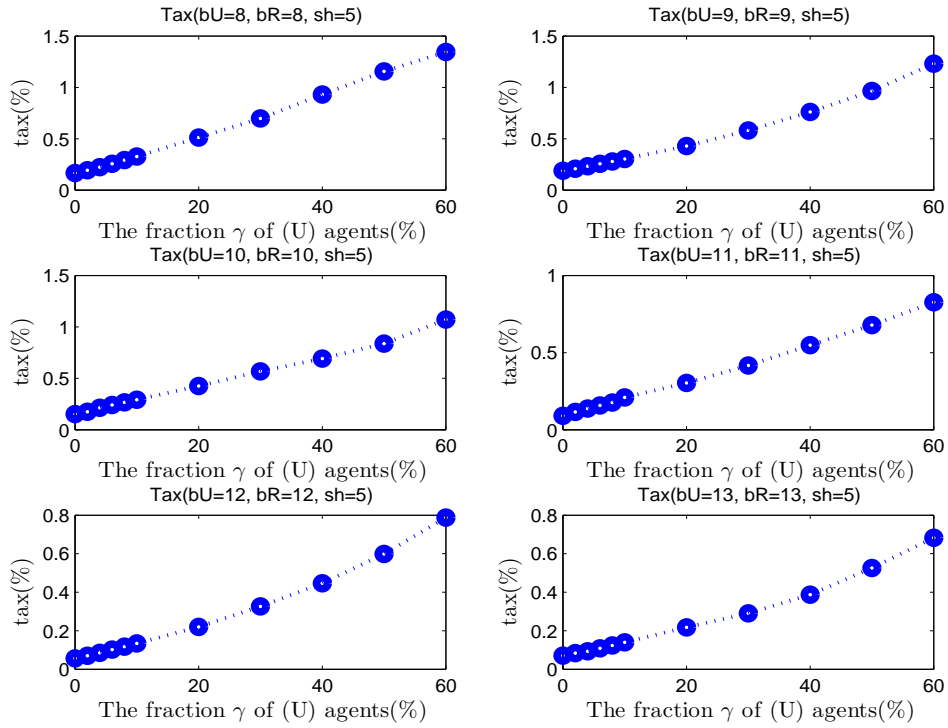 Tax(bU=8, bR=8, sh=5)
1.5
1
0.5
0
tax(%)
0 20 40 60
The fraction γ of (U) agents(%)
Tax(bU=9, bR=9, sh=5)
1.5
1
0.5
0
tax(%)
0 20 40 60
The fraction γ of (U) agents(%)
Tax(bU=10, bR=10, sh=5)
1.5
1
0.5
0
tax(%)
0 20 40 60
The fraction γ of (U) agents(%)
Tax(bU=11, bR=11, sh=5)
1
0.5
0
tax(%)
0 20 40 60
The fraction γ of (U) agents(%)
Tax(bU=12, bR=12, sh=5)
0.8
0.6
0.4
0.2
0
tax(%)
0 20 40 60
The fraction γ of (U) agents(%)
Tax(bU=13, bR=13, sh=5)
0.8
0.6
0.4
0.2
0
tax(%)
0 20 40 60
The fraction γ of (U) agents(%)